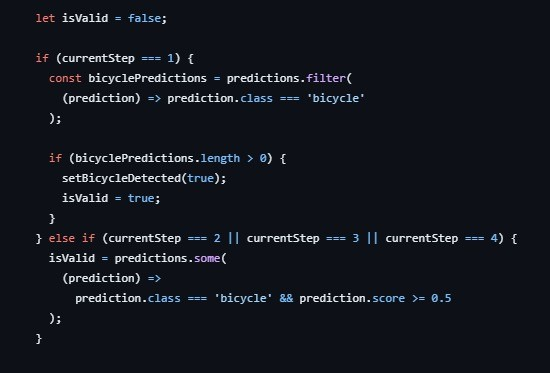 let isValid = false;

if (currentStep === 1) {
  const bicyclePredictions = predictions.filter(
    (prediction) => prediction.class === 'bicycle'
  );

  if (bicyclePredictions.length > 0) {
    setBicycleDetected(true);
    isValid = true;
  }
} else if (currentStep === 2 || currentStep === 3 || currentStep === 4) {
  isValid = predictions.some(
    (prediction) =>
      prediction.class === 'bicycle' && prediction.score >= 0.5
  );
}